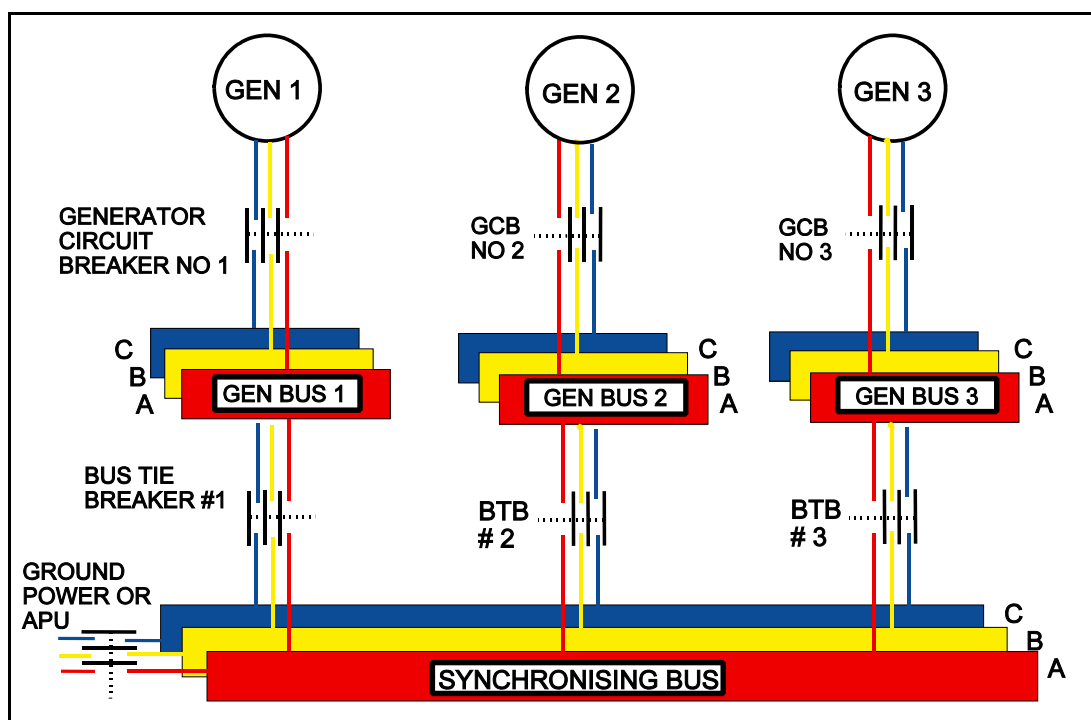 GEN 1
GEN 2
GEN 3
GENERATOR
CIRCUIT
BREAKER NO 1
GCB
NO 2
GCB
NO 3
C
B
A
GEN BUS 1
GEN BUS 2
C
B
A
GEN BUS 3
C
B
A
BUS TIE
BREAKER #1
BTB
# 2
BTB
# 3
GROUND
POWER OR
APU
C
B
A
SYNCHRONISING BUS